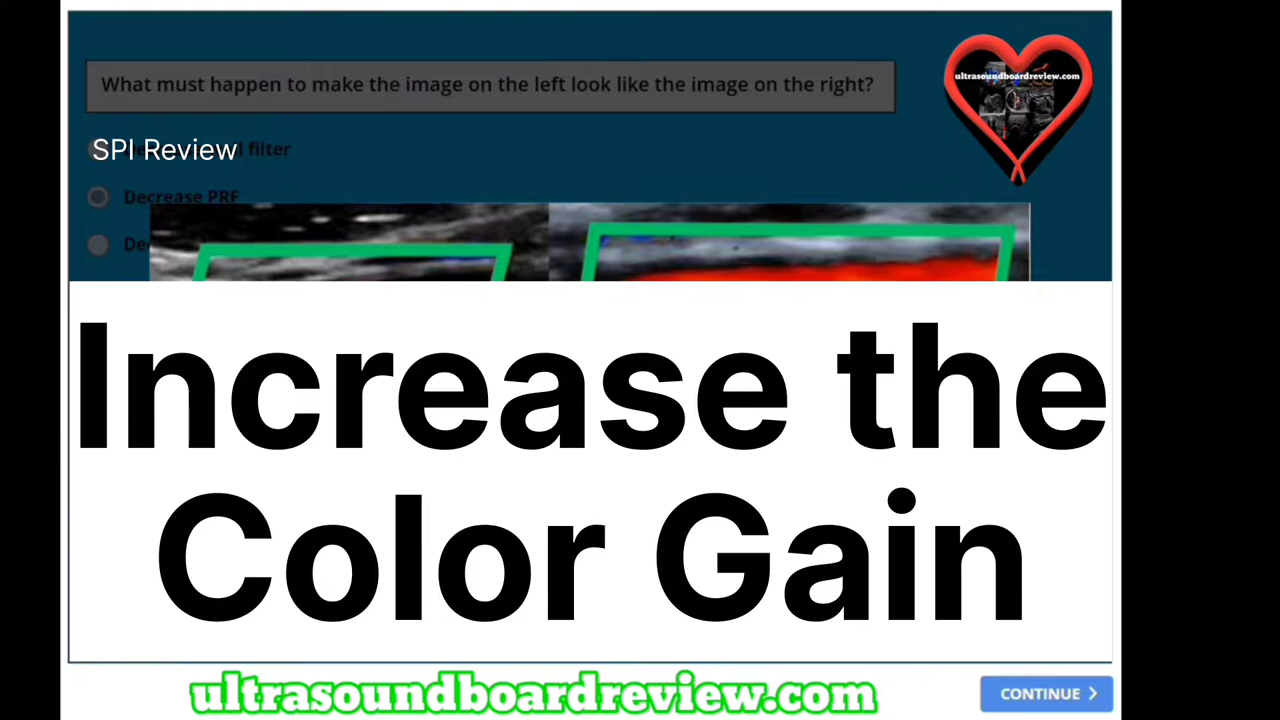 What must happen to make the image on the left look like the image on the right?
ultrasoundboardreview.com
SPI Review
filter
Decrease PRF
Increase the
Color Gain
ultrasoundboardreview.com
CONTINUE